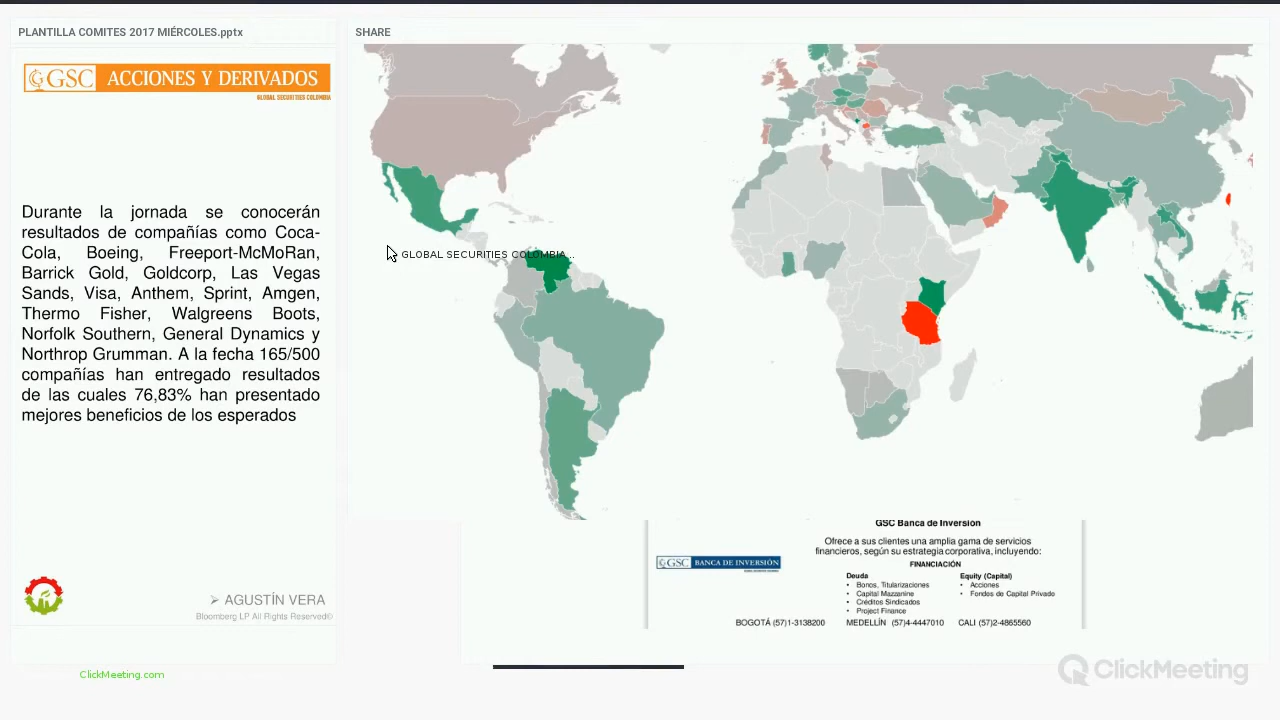 PLANTILLA COMITES 2017 MIÉRCOLES.pptx
SHARE
GSC ACCIONES Y DERIVADOS
GLOBAL SECURITIES COLOMBIA
Durante la jornada se conocerán
resultados de compañías como Coca-
Cola, Boeing, Freeport-McMoRan,
Barrick Gold, Goldcorp, Las Vegas
Sands, Visa, Anthem, Sprint, Amgen,
Thermo Fisher, Walgreens Boots,
Norfolk Southern, General Dynamics y
Northrop Grumman. A la fecha 165/500
compañías han entregado resultados
de las cuales 76,83% han presentado
mejores beneficios de los esperados
➢ AGUSTÍN VERA
Bloomberg LP All Rights Reserved©
ClickMeeting.com
GLOBAL SECURITIES COLOMBIA...
GSC Banca de Inversión
Ofrece a sus clientes una amplia gama de servicios
financieros, según su estrategia corporativa, incluyendo:
GSC BANCA DE INVERSIÓN
FINANCIACIÓN
Deuda
• Bonos, Titularizaciones
• Capital Mazzanine
• Créditos Sindicados
• Project Finance
Equity (Capital)
• Acciones
• Fondos de Capital Privado
BOGOTÁ (57)1-3138200 MEDELLÍN (57)4-4447010 CALI (57)2-4865560
ClickMeeting